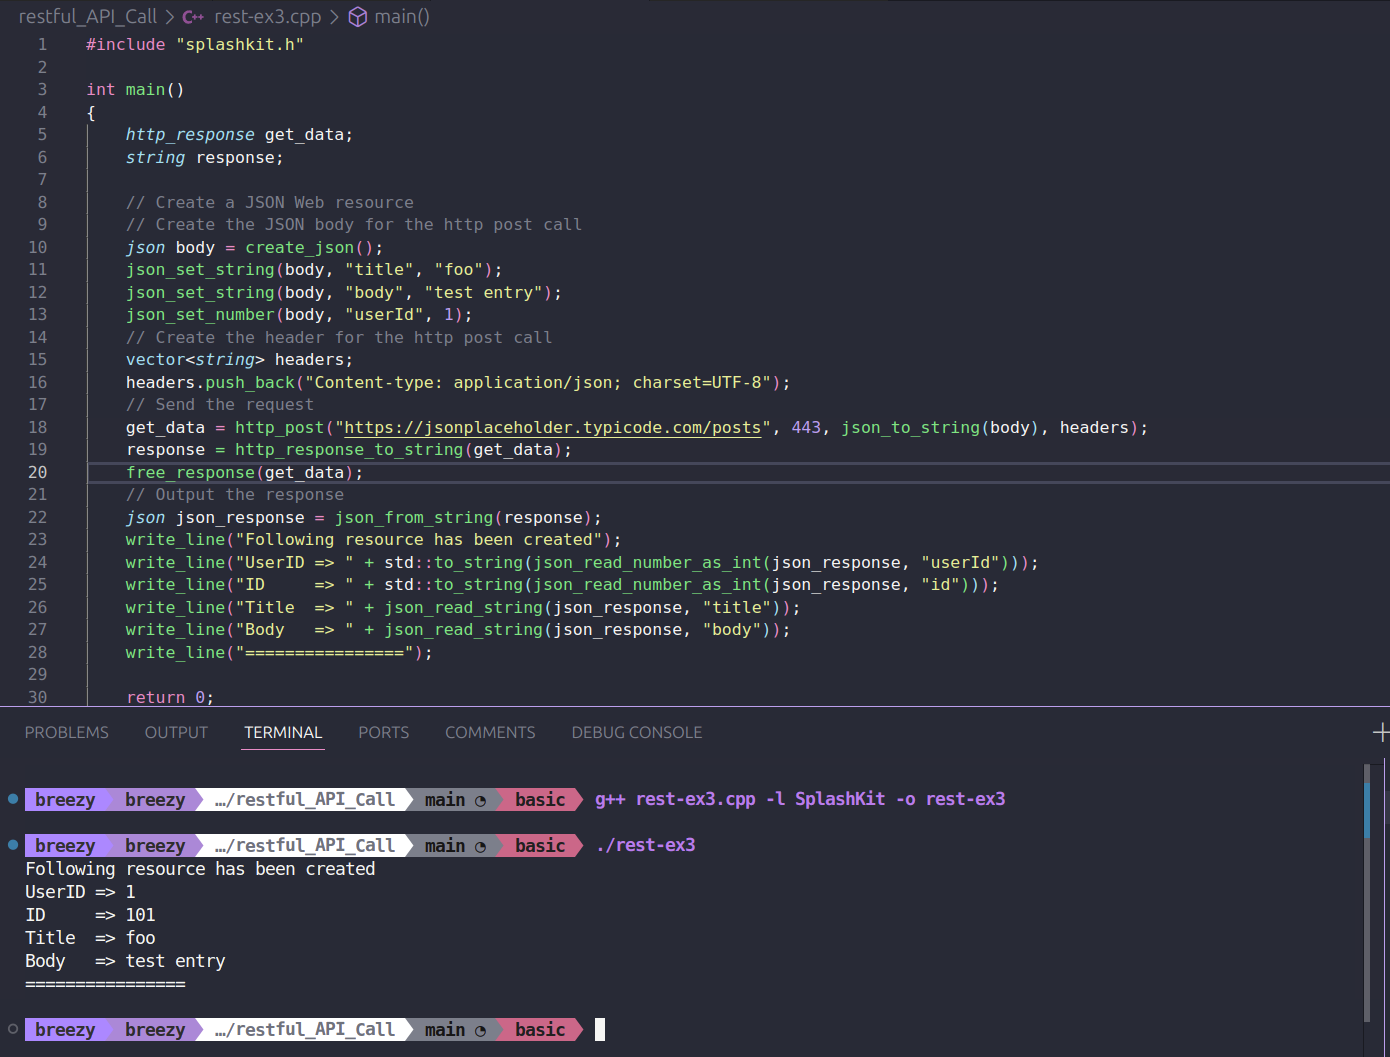 restful_API_Call > C++ rest-ex3.cpp > main()
1 #include "splashkit.h"
2
3 int main()
4 {
5 http_response get_data;
6 string response;
7
8 // Create a JSON Web resource
9 // Create the JSON body for the http post call
10 json body = create_json();
11 json_set_string(body, "title", "foo");
12 json_set_string(body, "body", "test entry");
13 json_set_number(body, "userId", 1);
14 // Create the header for the http post call
15 vector<string> headers;
16 headers.push_back("Content-type: application/json; charset=UTF-8");
17 // Send the request
18 get_data = http_post("https://jsonplaceholder.typicode.com/posts", 443, json_to_string(body), headers);
19 response = http_response_to_string(get_data);
20 free_response(get_data);
21 // Output the response
22 json json_response = json_from_string(response);
23 write_line("Following resource has been created");
24 write_line("UserID => " + std::to_string(json_read_number_as_int(json_response, "userId")));
25 write_line("ID     => " + std::to_string(json_read_number_as_int(json_response, "id")));
26 write_line("Title  => " + json_read_string(json_response, "title"));
27 write_line("Body   => " + json_read_string(json_response, "body"));
28 write_line("================");
29
30 return 0;
PROBLEMS OUTPUT TERMINAL PORTS COMMENTS DEBUG CONSOLE
breezy breezy …/restful_API_Call main basic g++ rest-ex3.cpp -l SplashKit -o rest-ex3
breezy breezy …/restful_API_Call main basic ./rest-ex3
Following resource has been created
UserID => 1
ID     => 101
Title  => foo
Body   => test entry
================
breezy breezy …/restful_API_Call main basic